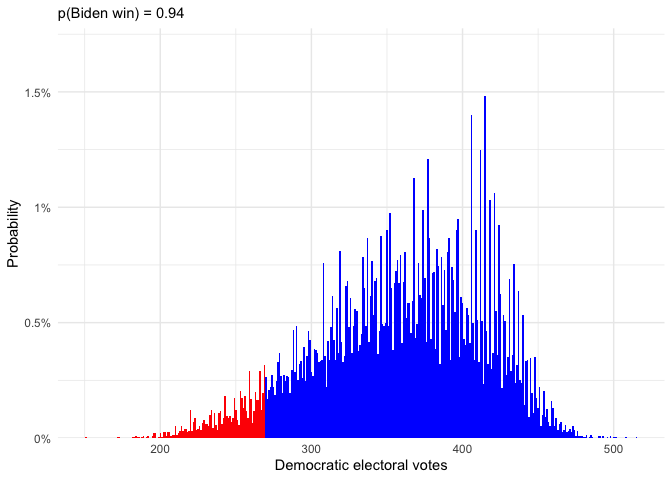 p(Biden win) = 0.94
1.5%
1%
0.5%
0%
Probability
200
300
400
500
Democratic electoral votes